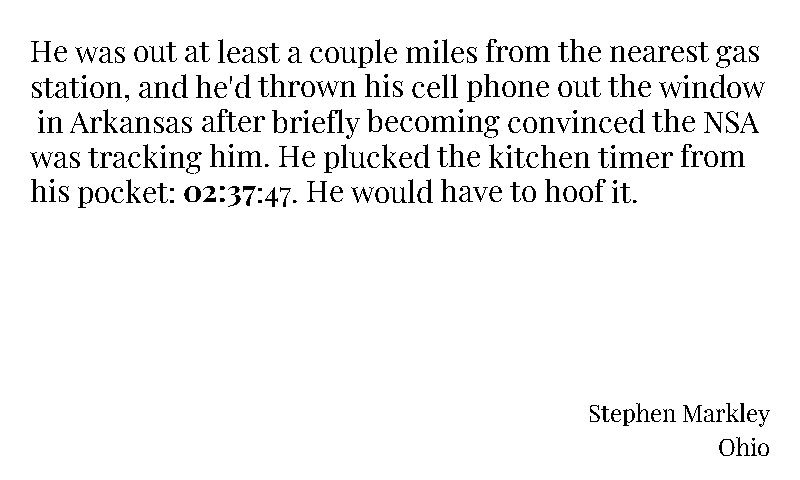 He was out at least a couple miles from the nearest gas
station, and he'd thrown his cell phone out the window
in Arkansas after briefly becoming convinced the NSA
was tracking him. He plucked the kitchen timer from
his pocket: 02:37:47. He would have to hoof it.
Stephen Markley
Ohio